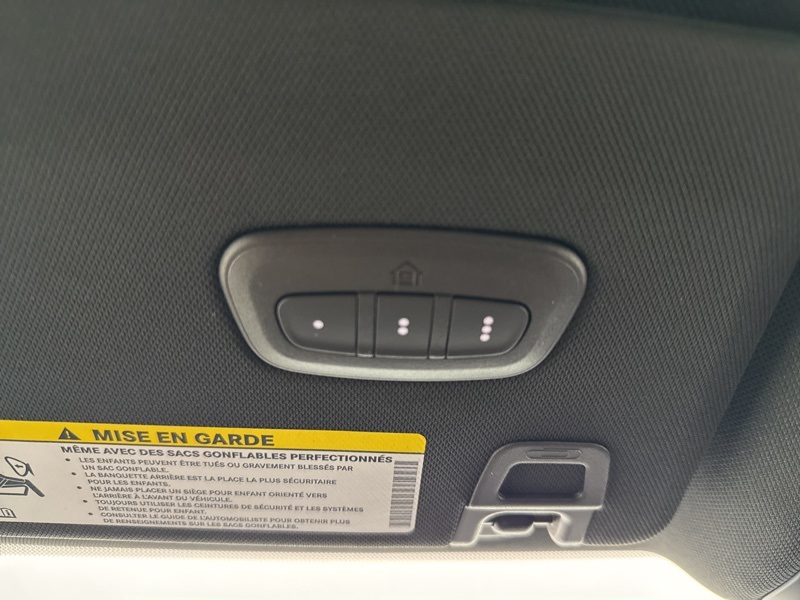 MISE EN GARDE
MÊME AVEC DES SACS GONFLABLES PERFECTIONNÉS
• LES ENFANTS PEUVENT ÊTRE TUÉS OU GRAVEMENT BLESSÉS PAR
UN SAC GONFLABLE.
• LA BANQUETTE ARRIÈRE EST LA PLACE LA PLUS SÉCURITAIRE
POUR LES ENFANTS.
• NE JAMAIS PLACER UN SIÈGE POUR ENFANT ORIENTÉ VERS
L'ARRIÈRE À L'AVANT DU VÉHICULE.
• TOUJOURS UTILISER LES CEINTURES DE SÉCURITÉ ET LES SYSTÈMES
DE RETENUE POUR ENFANT.
• CONSULTER LE GUIDE DE L'AUTOMOBILISTE POUR OBTENIR PLUS
DE RENSEIGNEMENTS SUR LES SACS GONFLABLES.